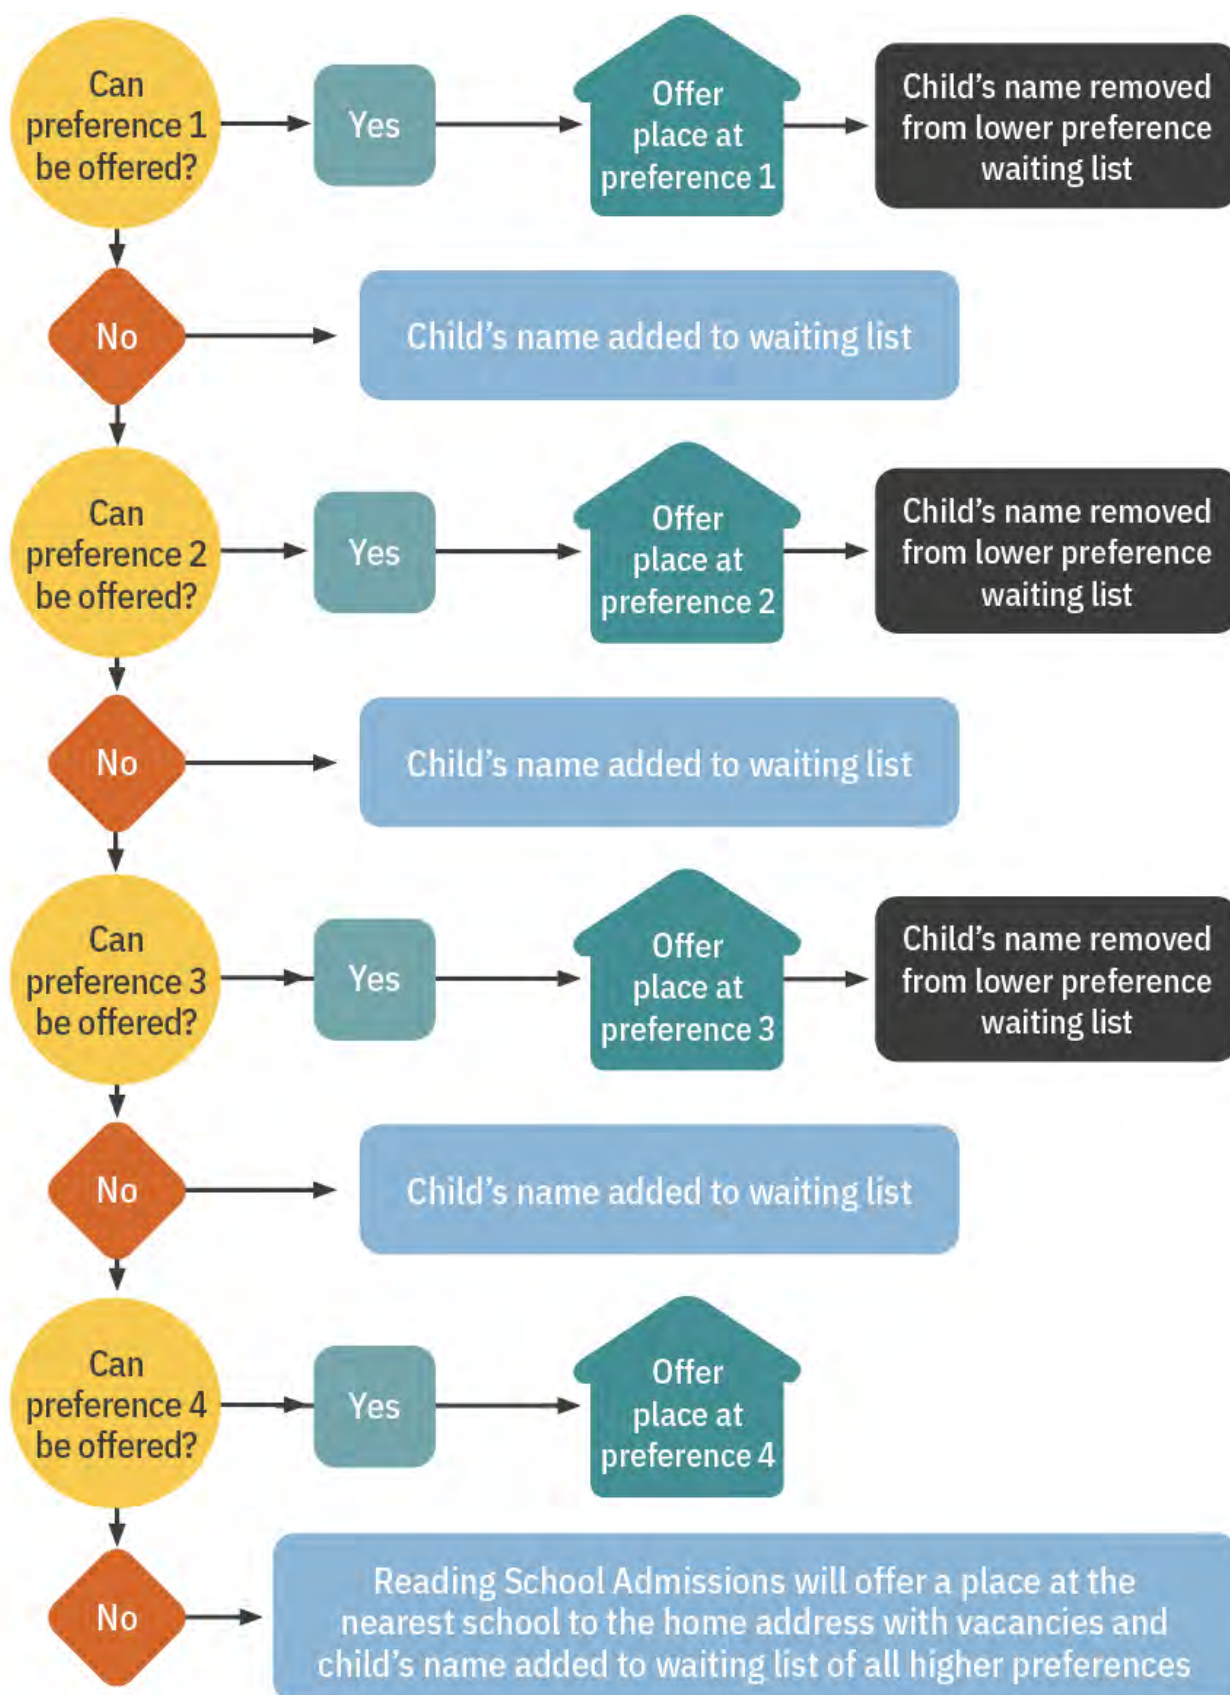 Can
preference 1
be offered?
Yes
Offer
place at
preference 1
Child's name removed
from lower preference
waiting list
No
Child's name added to waiting list
Can
preference 2
be offered?
Yes
Offer
place at
preference 2
Child's name removed
from lower preference
waiting list
No
Child's name added to waiting list
Can
preference 3
be offered?
Yes
Offer
place at
preference 3
Child's name removed
from lower preference
waiting list
No
Child's name added to waiting list
Can
preference 4
be offered?
Yes
Offer
place at
preference 4
No
Reading School Admissions will offer a place at the
nearest school to the home address with vacancies and
child's name added to waiting list of all higher preferences